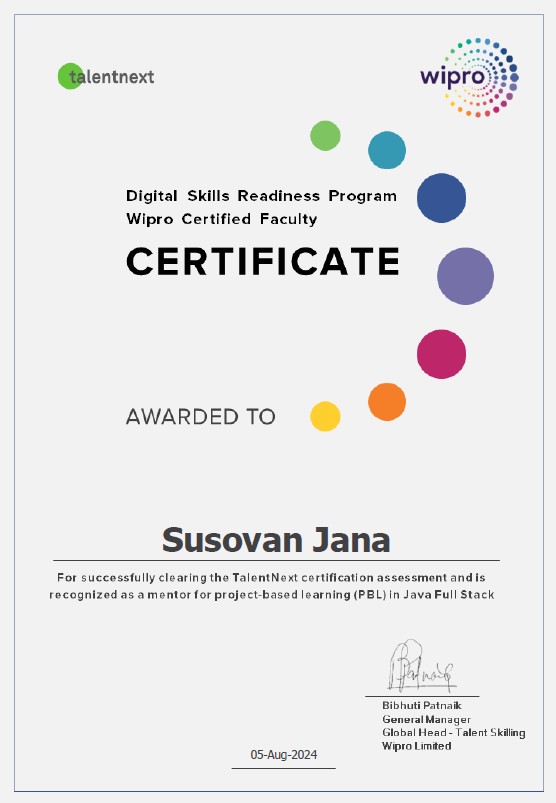 talentnext
wipro
Digital Skills Readiness Program
Wipro Certified Faculty
CERTIFICATE
AWARDED TO
Susovan Jana
For successfully clearing the TalentNext certification assessment and is
recognized as a mentor for project-based learning (PBL) in Java Full Stack
Bibhuti Patnaik
General Manager
Global Head - Talent Skilling
Wipro Limited
05-Aug-2024